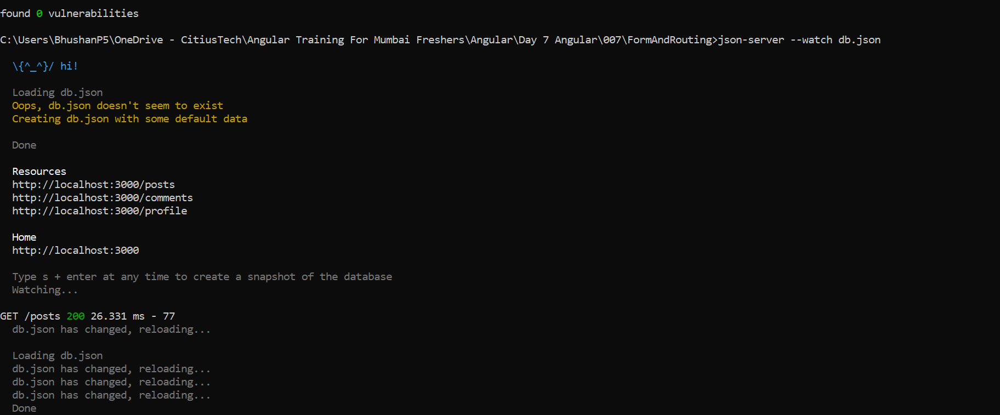 found 0 vulnerabilities
C:\Users\BhushanP5\OneDrive - CitiusTech\Angular Training For Mumbai Freshers\Angular\Day 7 Angular\007\FormAndRouting>json-server --watch db.json
\{^_^}/ hi!
Loading db.json
Oops, db.json doesn't seem to exist
Creating db.json with some default data
Done
Resources
http://localhost:3000/posts
http://localhost:3000/comments
http://localhost:3000/profile
Home
http://localhost:3000
Type s + enter at any time to create a snapshot of the database
Watching...
GET /posts 200 26.331 ms - 77
db.json has changed, reloading...
Loading db.json
db.json has changed, reloading...
db.json has changed, reloading...
db.json has changed, reloading...
Done